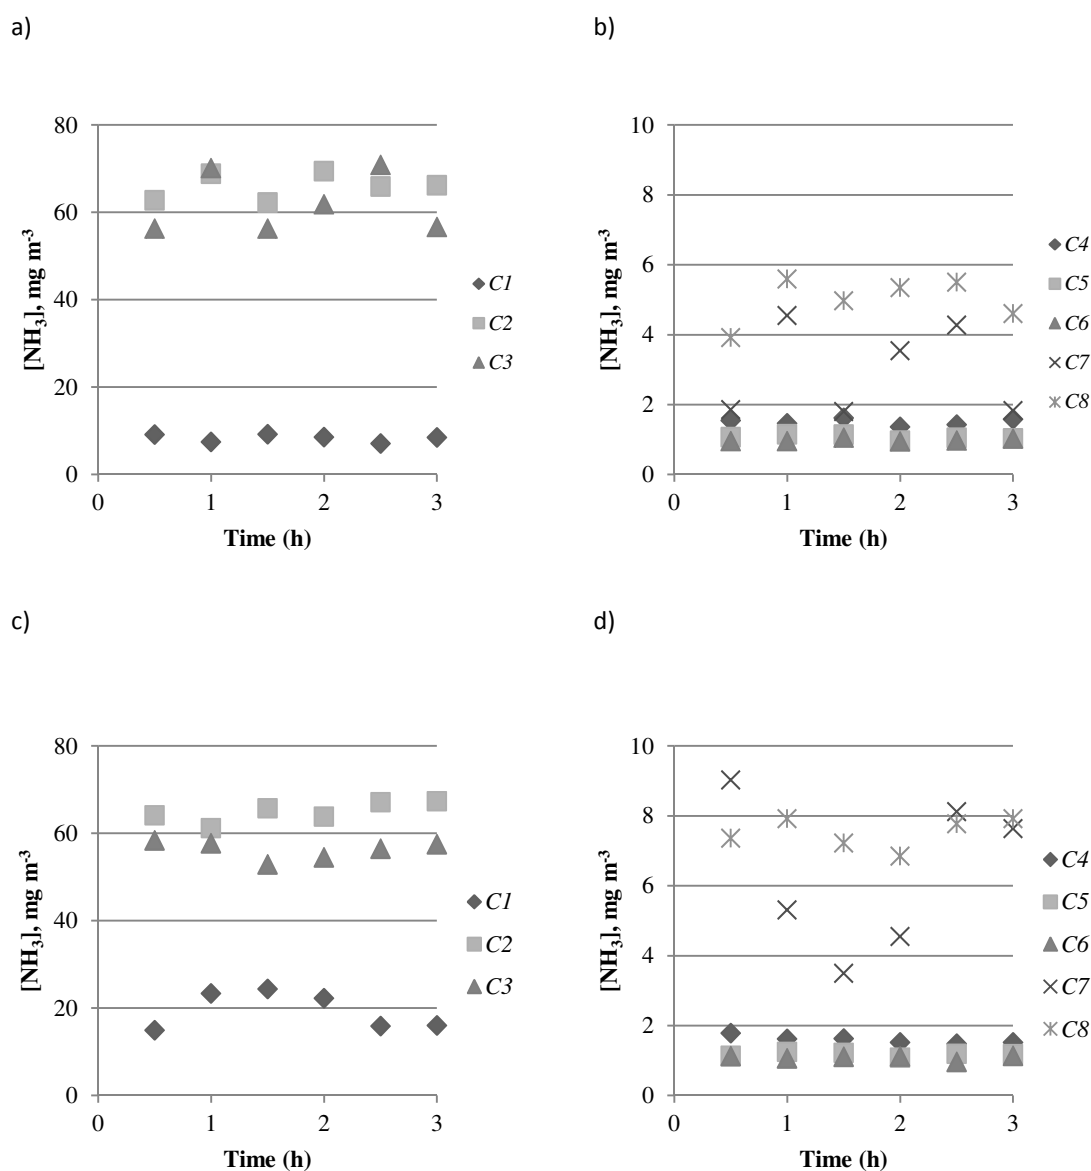 a)
b)
80
60
40
20
0
[NH3], mg m-3
0 1 2 3
Time (h)
C1
C2
C3
10
8
6
4
2
0
[NH3], mg m-3
0 1 2 3
Time (h)
C4
C5
C6
C7
C8
c)
d)
80
60
40
20
0
[NH3], mg m-3
0 1 2 3
Time (h)
C1
C2
C3
10
8
6
4
2
0
[NH3], mg m-3
0 1 2 3
Time (h)
C4
C5
C6
C7
C8